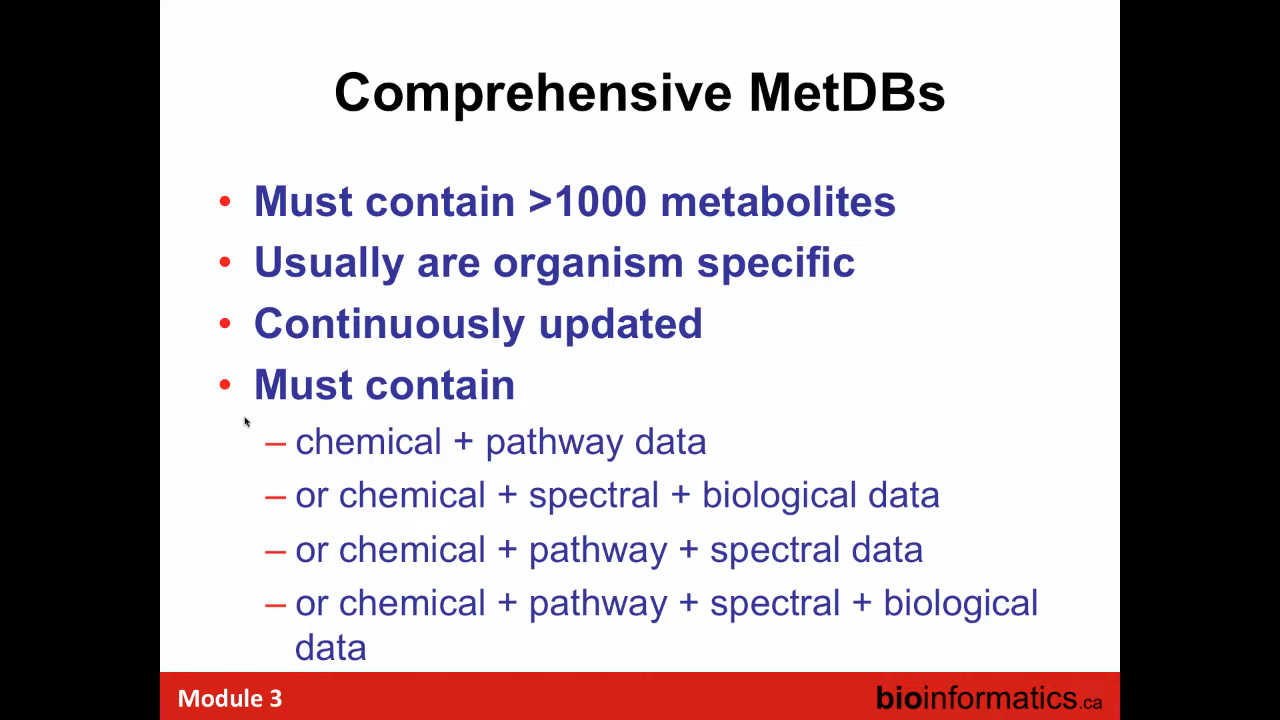 Comprehensive MetDBs
• Must contain >1000 metabolites
• Usually are organism specific
• Continuously updated
• Must contain
– chemical + pathway data
– or chemical + spectral + biological data
– or chemical + pathway + spectral data
– or chemical + pathway + spectral + biological
data
Module 3
bioinformatics.ca